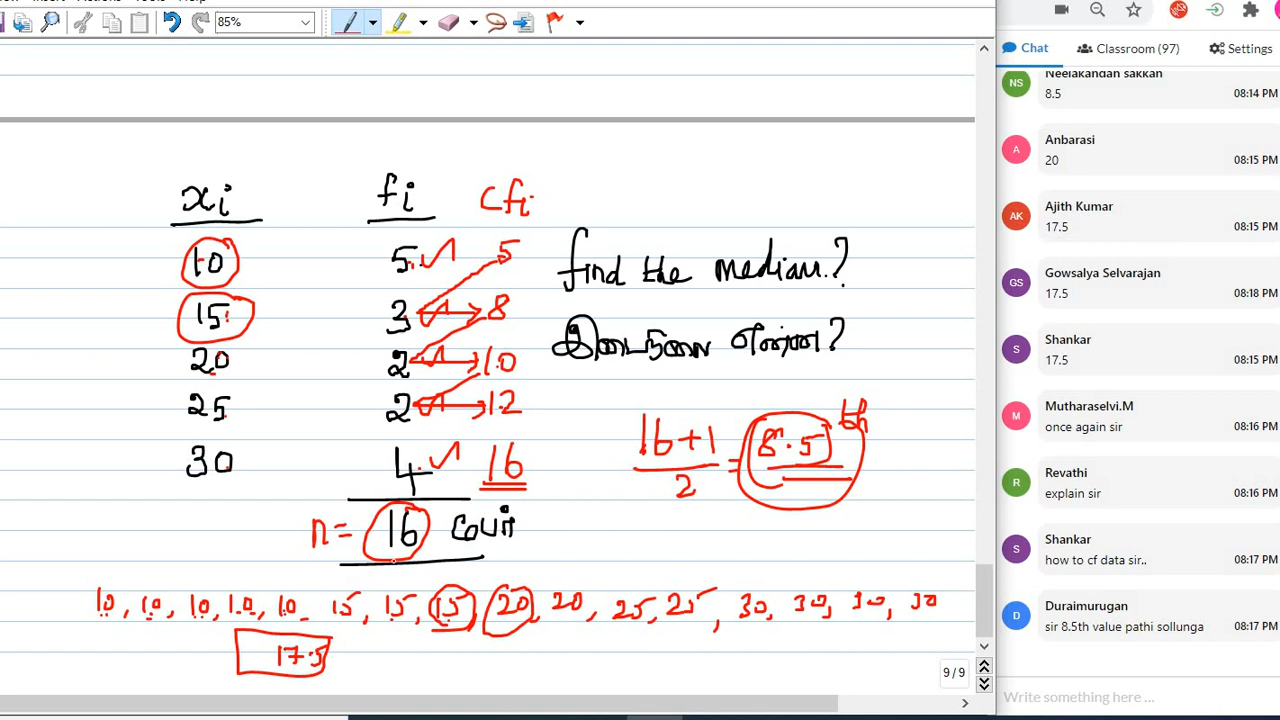 85%
Chat
Classroom (97)
Settings
Neelakandan sakkan
NS
8.5
08:14 PM
Anbarasi
A
20
08:15 PM
Ajith Kumar
AK
17.5
08:15 PM
Gowsalya Selvarajan
GS
17.5
08:18 PM
Shankar
S
17.5
08:15 PM
Mutharaselvi.M
M
once again sir
08:16 PM
Revathi
R
explain sir
08:16 PM
Shankar
S
how to cf data sir..
08:17 PM
Duraimurugan
D
sir 8.5th value pathi sollunga
08:17 PM
Write something here ...
xi fi cfi
10 5 5
15 3 8
20 2 10
25 2 12
30 4 16
n = 16
find the median.?
இடைநிலை என்ன?
16+1
2
= 8.5 th
10, 10, 10, 10, 10, 15, 15, 15, 20, 20, 25, 25, 30, 30, 30, 30
17.5
9/9